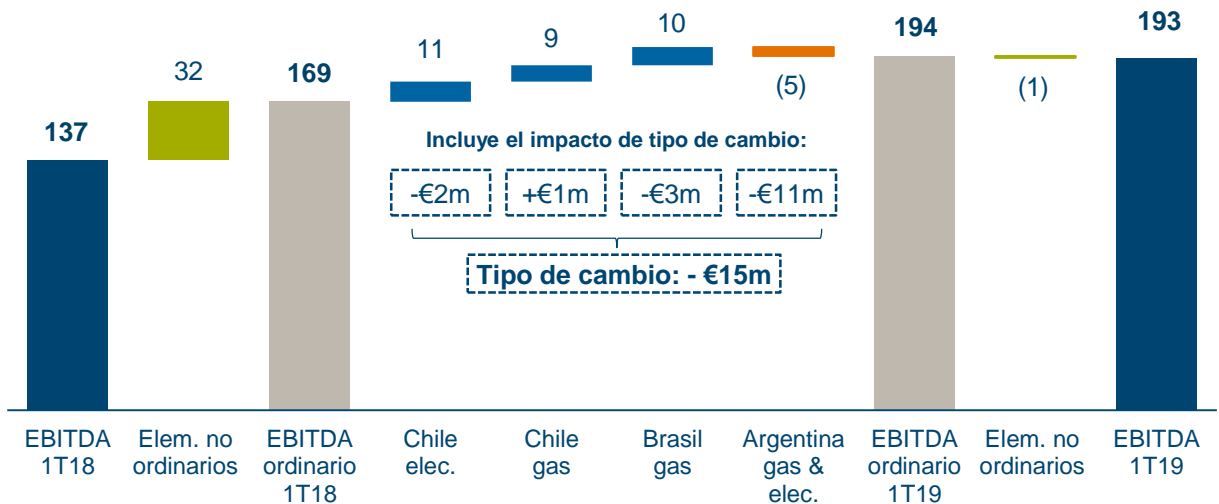 137
32
169
11
9
10
(5)
194
(1)
193
Incluye el impacto de tipo de cambio:
-€2m
+€1m
-€3m
-€11m
Tipo de cambio: - €15m
EBITDA
1T18
Elem. no
ordinarios
EBITDA
ordinario
1T18
Chile
elec.
Chile
gas
Brasil
gas
Argentina
gas &
elec.
EBITDA
ordinario
1T19
Elem. no
ordinarios
EBITDA
1T19